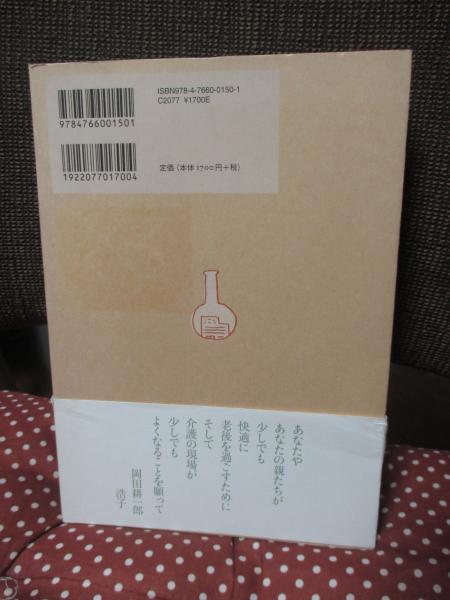 ISBN978-4-7660-0150-1
C2077 ¥1700E
9784766001501
1922077017004
定価(本体1700円+税)
あなたや
あなたの親たちが
少しでも
快適に
老後を過ごすために
そして
介護の現場が
少しでも
よくなることを願って
岡田耕一郎
浩子